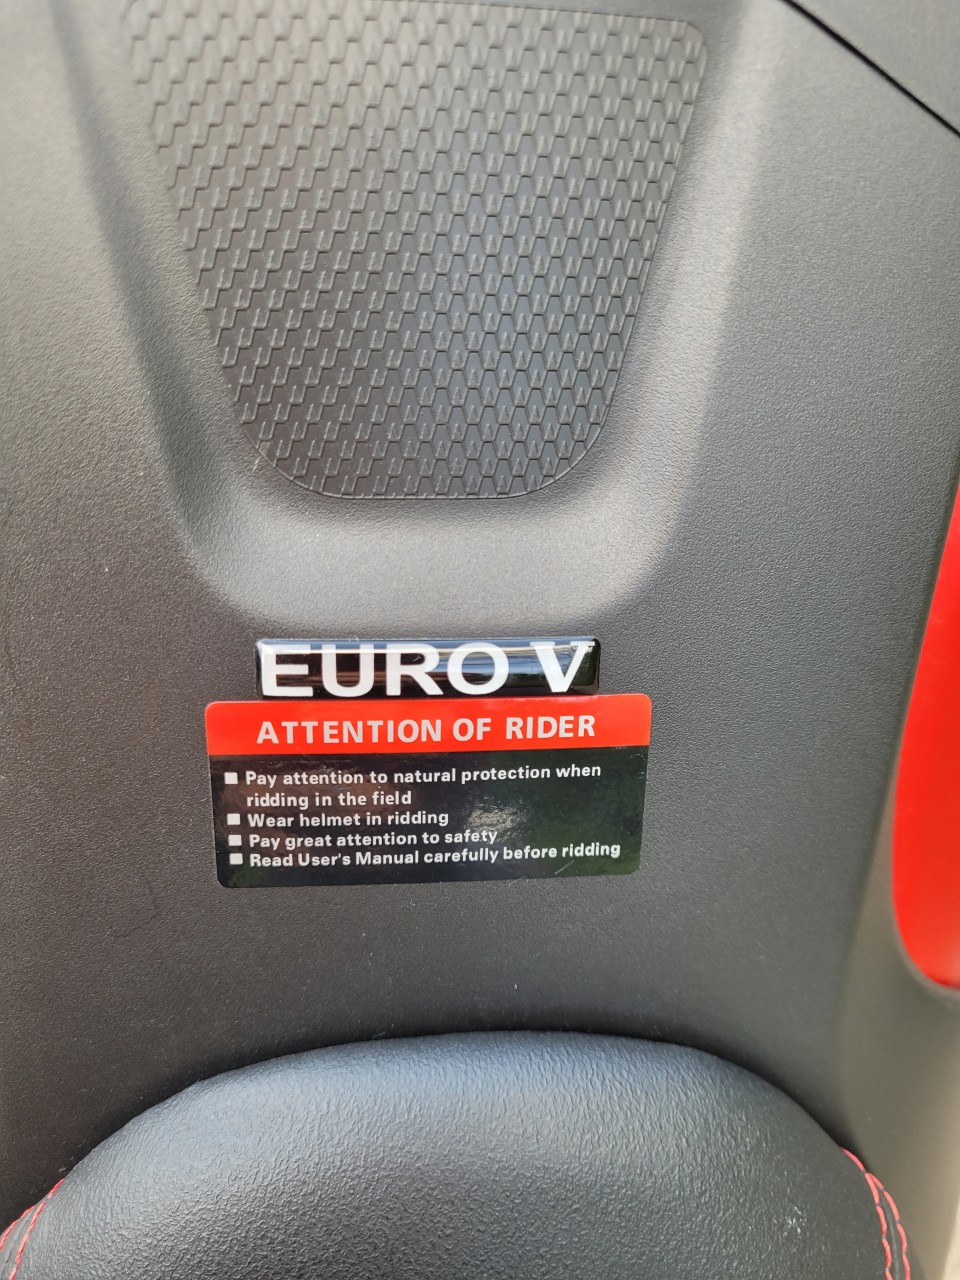 EURO V
ATTENTION OF RIDER
■ Pay attention to natural protection when
ridding in the field
■ Wear helmet in ridding
■ Pay great attention to safety
■ Read User's Manual carefully before ridding